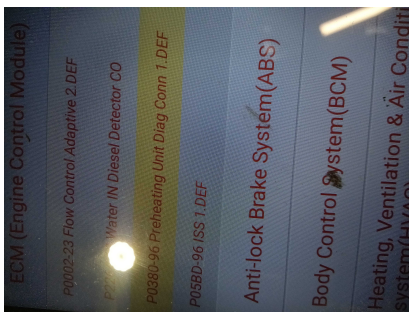 ECM (Engine Control Module)
P0002-23 Flow Control Adaptive 2.DEF
Water IN Diesel Detector CO
P0380-96 Preheating Unit Diag Conn 1.DEF
P05BD-96 ISS 1.DEF
Anti-lock Brake System(ABS)
Body Control System(BCM)
Heating, Ventilation & Air Conditi